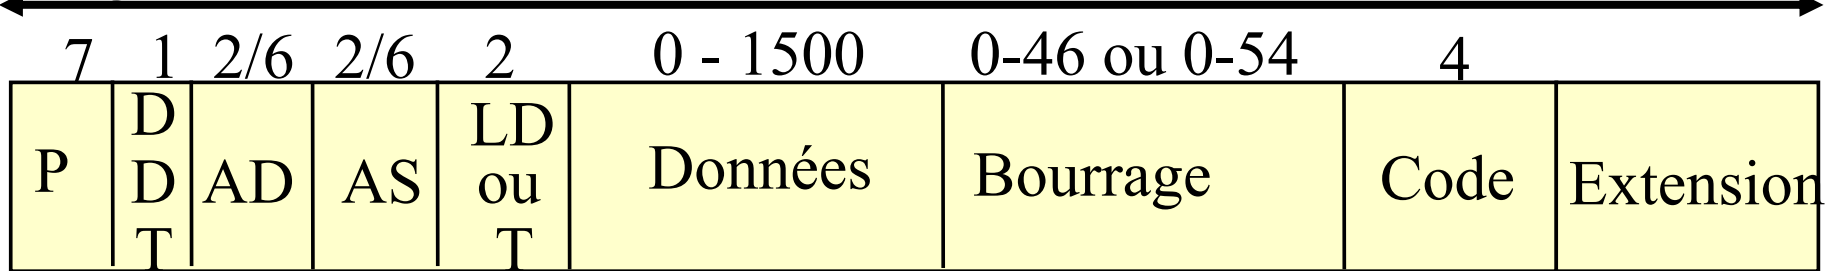 7 1 2/6 2/6 2 0 - 1500 0-46 ou 0-54 4
P
D
D
T
AD
AS
LD
ou
T
Données
Bourrage
Code
Extension